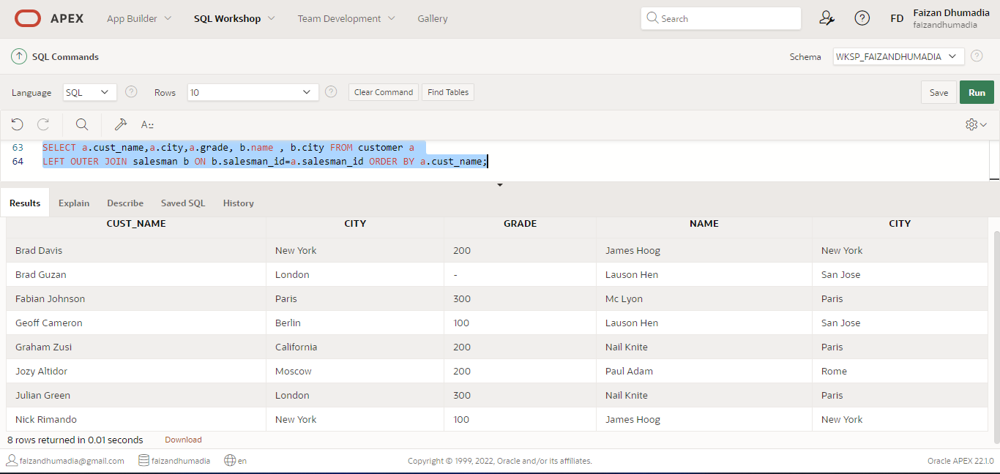 APEX App Builder SQL Workshop Team Development Gallery Search FD Faizan Dhumadia
faizandhumadia
SQL Commands Schema WKSP_FAIZANDHUMADIA ?
Language SQL ? Rows 10 ? Clear Command Find Tables Save Run
A::
63 SELECT a.cust_name,a.city,a.grade, b.name , b.city FROM customer a
64 LEFT OUTER JOIN salesman b ON b.salesman_id=a.salesman_id ORDER BY a.cust_name;
Results Explain Describe Saved SQL History
CUST_NAME CITY GRADE NAME CITY
Brad Davis New York 200 James Hoog New York
Brad Guzan London - Lauson Hen San Jose
Fabian Johnson Paris 300 Mc Lyon Paris
Geoff Cameron Berlin 100 Lauson Hen San Jose
Graham Zusi California 200 Nail Knite Paris
Jozy Altidor Moscow 200 Paul Adam Rome
Julian Green London 300 Nail Knite Paris
Nick Rimando New York 100 James Hoog New York
8 rows returned in 0.01 seconds Download
faizandhumadia@gmail.com faizandhumadia en Copyright © 1999, 2022, Oracle and/or its affiliates. Oracle APEX 22.1.0